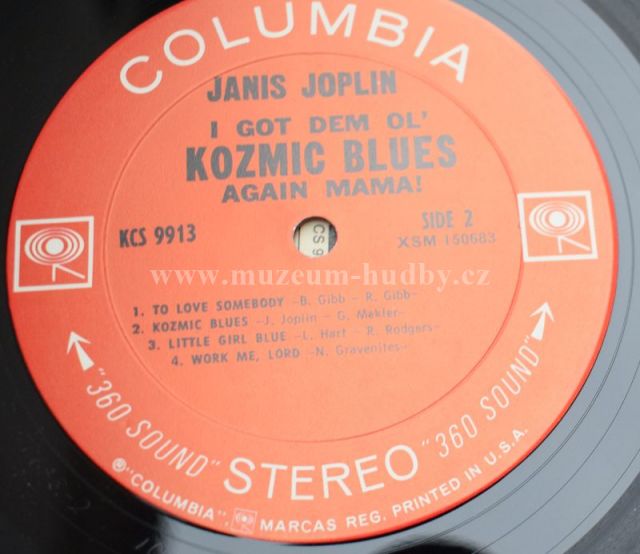 COLUMBIA
JANIS JOPLIN
I GOT DEM OL'
KOZMIC BLUES
AGAIN MAMA!
KCS 9913
SIDE 2
XSM 150683
CS 9
www.muzeum-hudby.cz
1. TO LOVE SOMEBODY -B. Gibb - R. Gibb-
2. KOZMIC BLUES -J. Joplin - G. Mekler-
3. LITTLE GIRL BLUE -L. Hart - R. Rodgers-
4. WORK ME, LORD -N. Gravenites-
"360 SOUND" STEREO "360 SOUND"
℗"COLUMBIA", MARCAS REG. PRINTED IN U.S.A.